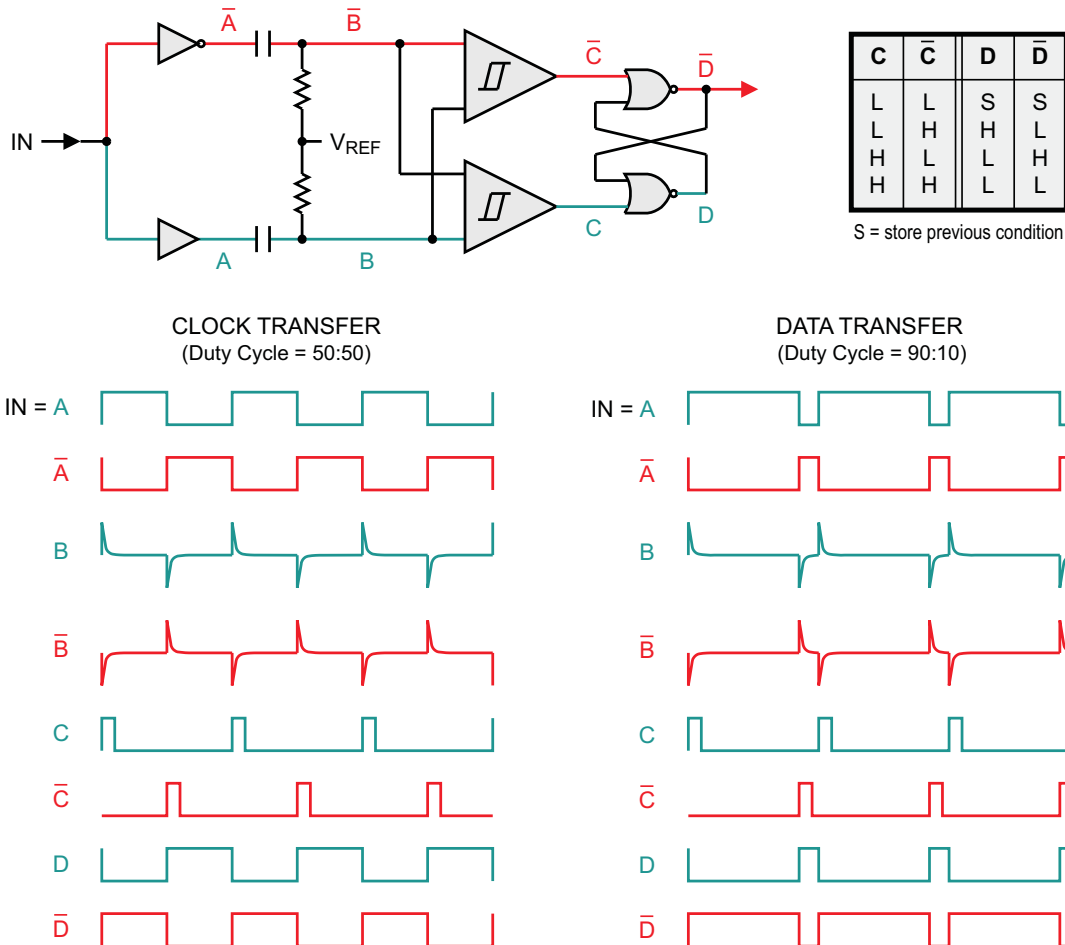 A̅ B̅
C̅ D̅
IN VREF
A B C D
C C̅ D D̅
L L S S
L H H L
H L L H
H H L L
S = store previous condition
CLOCK TRANSFER
(Duty Cycle = 50:50)
IN = A
A̅
B
B̅
C
C̅
D
D̅
DATA TRANSFER
(Duty Cycle = 90:10)
IN = A
A̅
B
B̅
C
C̅
D
D̅